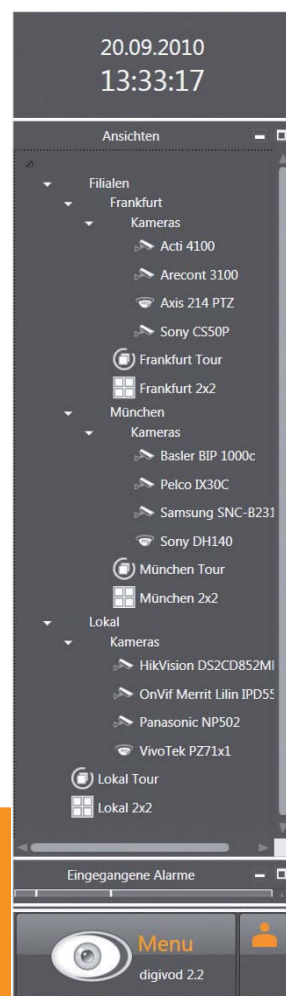 20.09.2010
13:33:17
Ansichten
Filialen
Frankfurt
Kameras
Acti 4100
Arecont 3100
Axis 214 PTZ
Sony CS50P
Frankfurt Tour
Frankfurt 2x2
München
Kameras
Basler BIP 1000c
Pelco IX30C
Samsung SNC-B231
Sony DH140
München Tour
München 2x2
Lokal
Kameras
HikVision DS2CD852MI
OnVif Merrit Lilin IPD55
Panasonic NP502
VivoTek PZ71x1
Lokal Tour
Lokal 2x2
Eingegangene Alarme
Menu
digivod 2.2